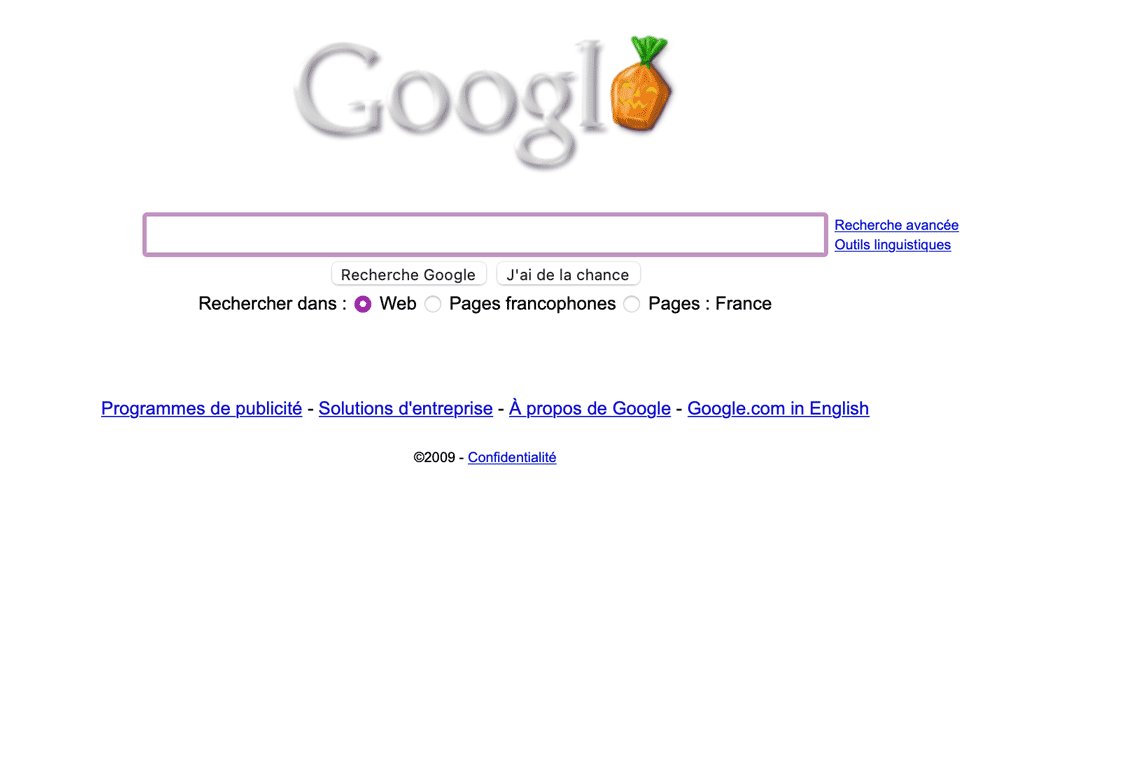 Googl
Recherche avancée
Outils linguistiques
Recherche Google J'ai de la chance
Rechercher dans : Web Pages francophones Pages : France
Programmes de publicité - Solutions d'entreprise - À propos de Google - Google.com in English
©2009 - Confidentialité